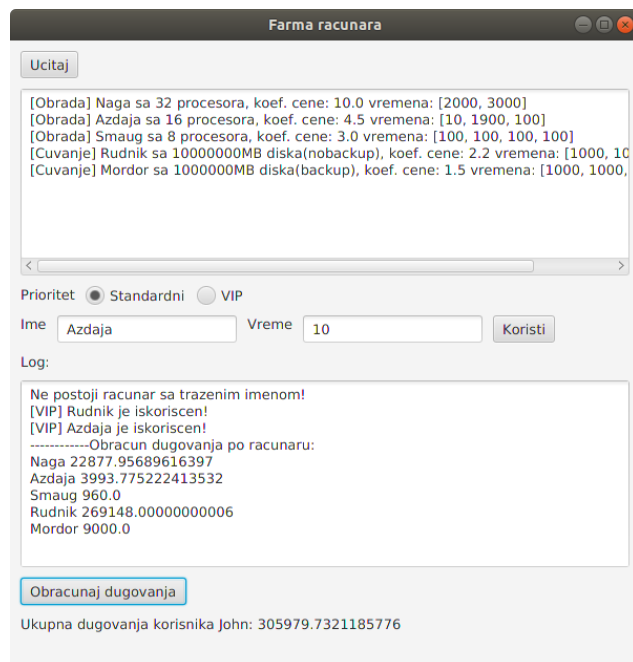 Farma racunara
Ucitaj
[Obrada] Naga sa 32 procesora, koef. cene: 10.0 vremena: [2000, 3000]
[Obrada] Azdaja sa 16 procesora, koef. cene: 4.5 vremena: [10, 1900, 100]
[Obrada] Smaug sa 8 procesora, koef. cene: 3.0 vremena: [100, 100, 100, 100]
[Cuvanje] Rudnik sa 10000000MB diska(nobackup), koef. cene: 2.2 vremena: [1000, 10
[Cuvanje] Mordor sa 1000000MB diska(backup), koef. cene: 1.5 vremena: [1000, 1000,
Prioritet Standardni VIP
Ime Azdaja Vreme 10 Koristi
Log:
Ne postoji racunar sa trazenim imenom!
[VIP] Rudnik je iskoriscen!
[VIP] Azdaja je iskoriscen!
------------Obracun dugovanja po racunaru:
Naga 22877.95689616397
Azdaja 3993.775222413532
Smaug 960.0
Rudnik 269148.00000000006
Mordor 9000.0
Obracunaj dugovanja
Ukupna dugovanja korisnika John: 305979.7321185776